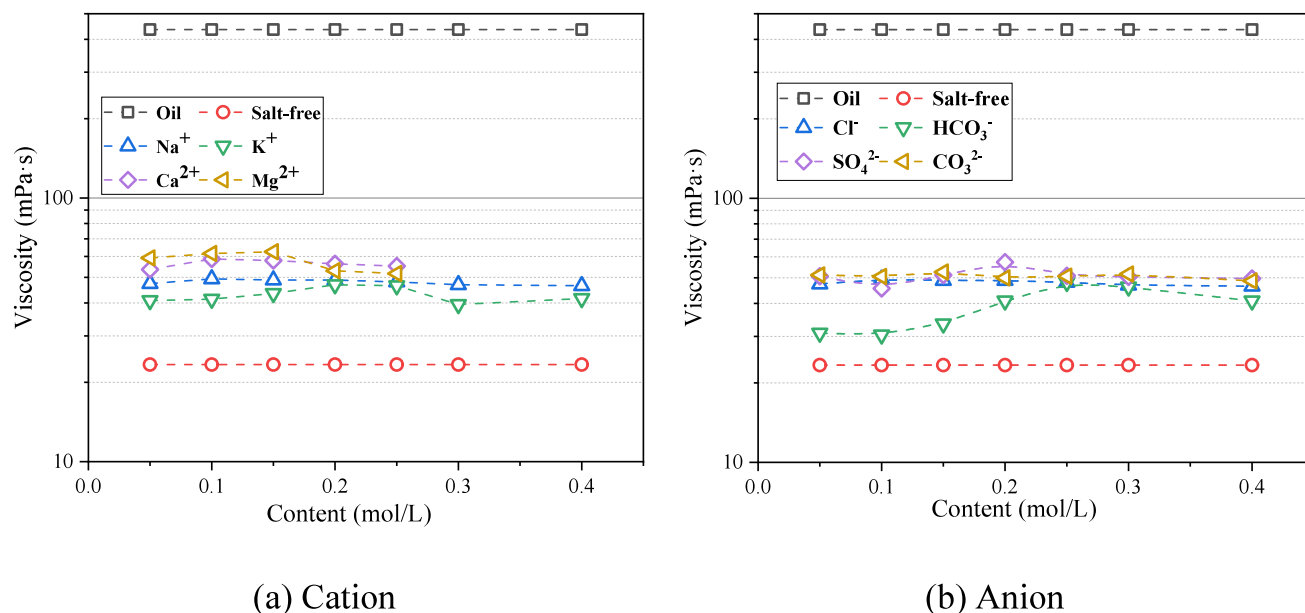 Viscosity (mPa·s)
100
10
Oil Salt-free
Na⁺ K⁺
Ca²⁺ Mg²⁺
0.0 0.1 0.2 0.3 0.4
Content (mol/L)
(a) Cation
Viscosity (mPa·s)
100
10
Oil Salt-free
Cl⁻ HCO₃⁻
SO₄²⁻ CO₃²⁻
0.0 0.1 0.2 0.3 0.4
Content (mol/L)
(b) Anion